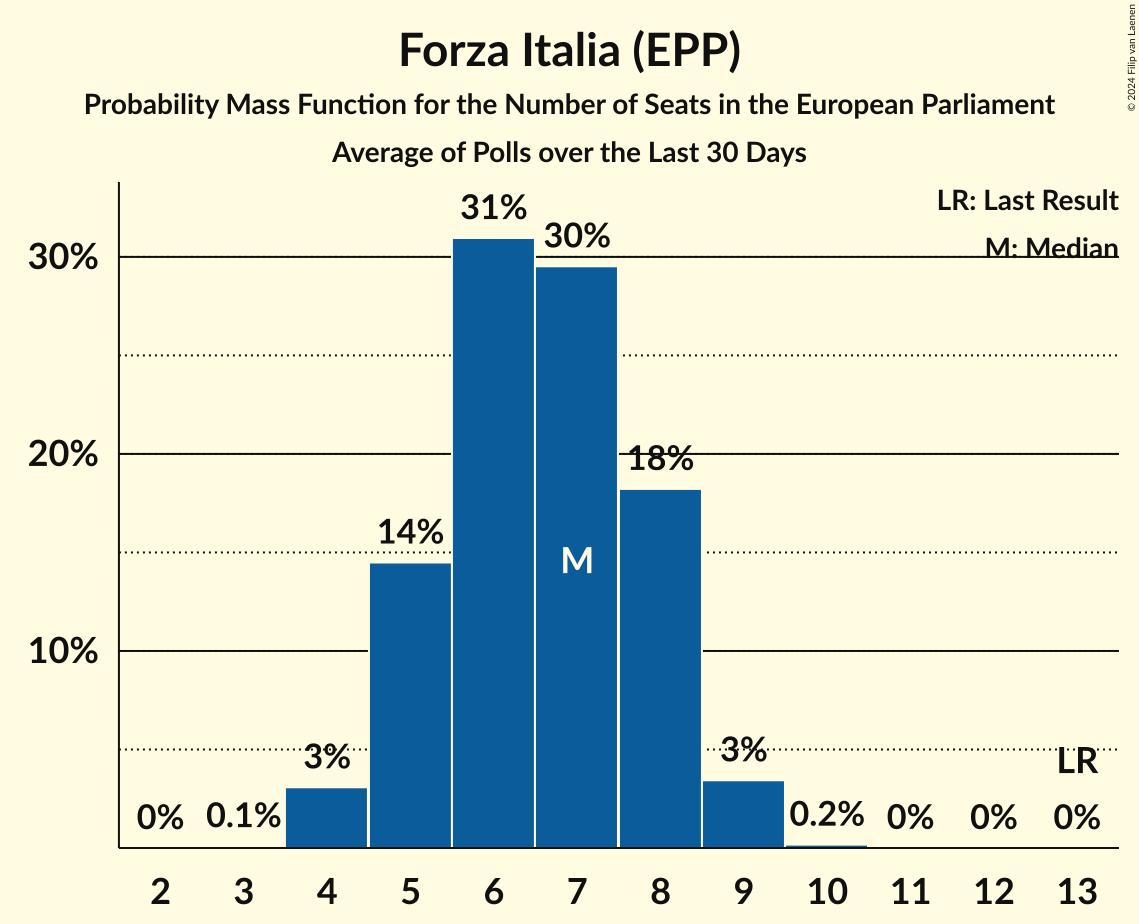 Forza Italia (EPP)
Probability Mass Function for the Number of Seats in the European Parliament
Average of Polls over the Last 30 Days
© 2024 Filip van Laenen
LR: Last Result
M: Median
31%
30%
30%
20%
18%
14%
M
10%
3%
3%
LR
0%
0.1%
0.2%
0%
0%
0%
2 3 4 5 6 7 8 9 10 11 12 13